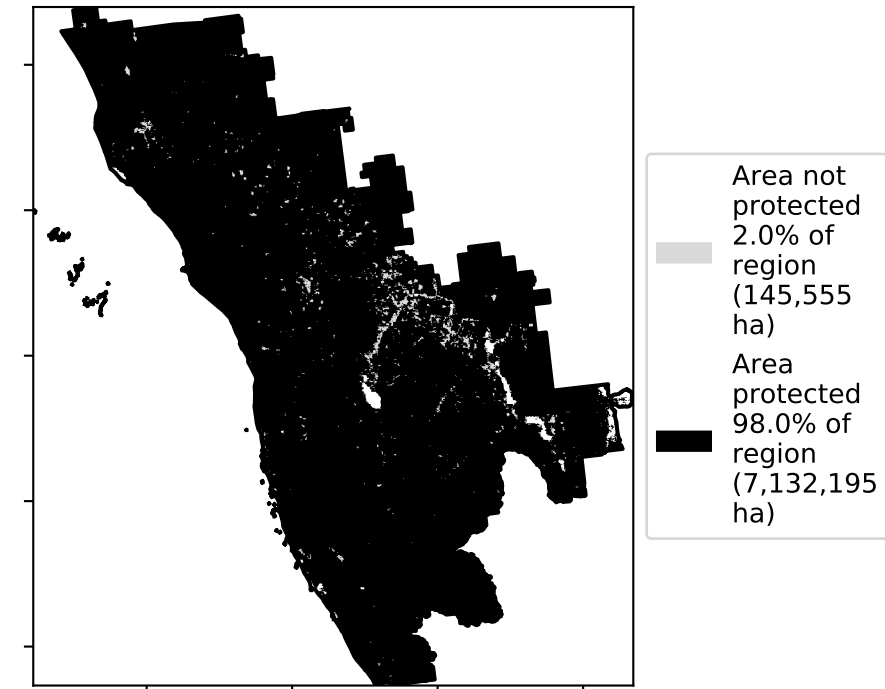 Area not
protected
2.0% of
region
(145,555
ha)
Area
protected
98.0% of
region
(7,132,195
ha)